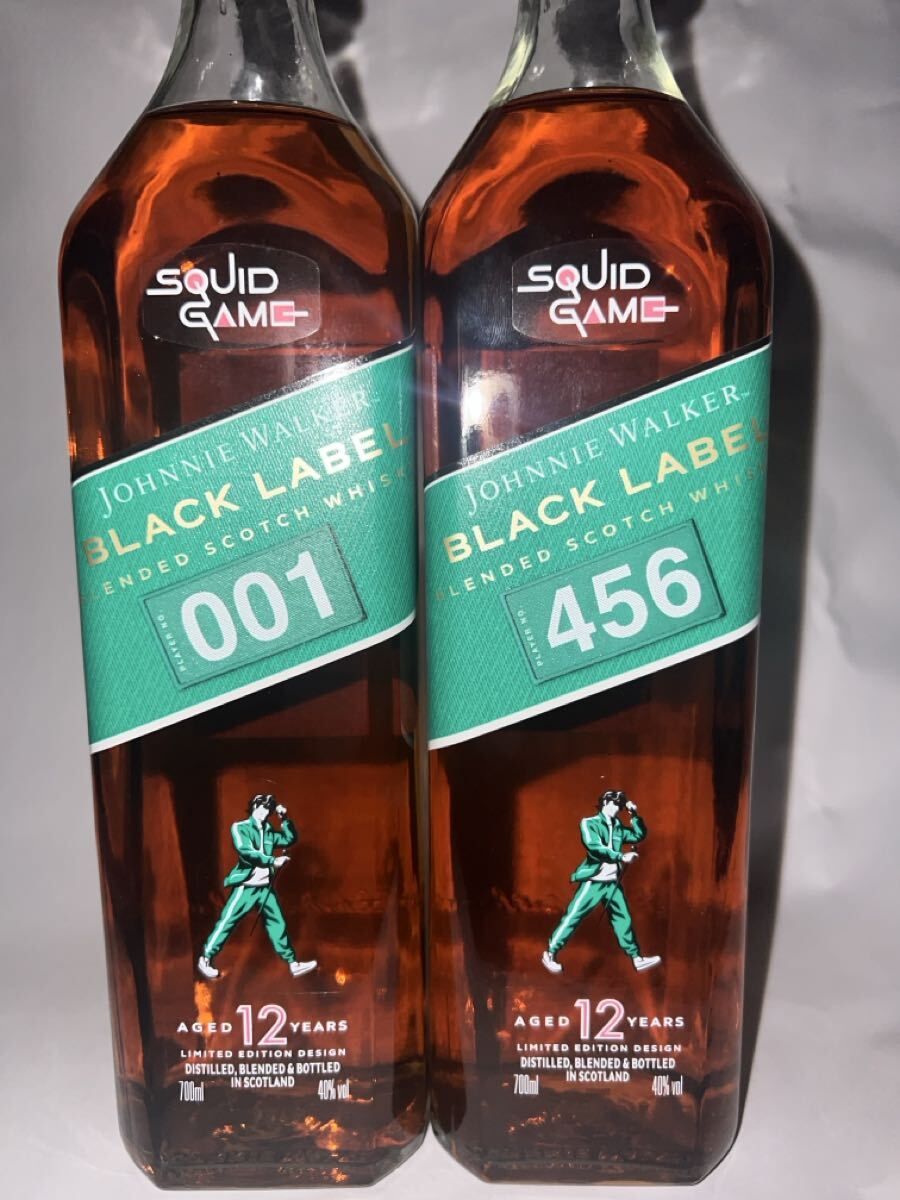 SQUID
GAME
JOHNNIE WALKER™
BLACK LABEL
BLENDED SCOTCH WHISK
PLAYER NO.
001
AGED 12 YEARS
LIMITED EDITION DESIGN
DISTILLED, BLENDED & BOTTLED
IN SCOTLAND
700ml 40% vol
SQUID
GAME
JOHNNIE WALKER™
BLACK LABEL
BLENDED SCOTCH WHISK
PLAYER NO.
456
AGED 12 YEARS
LIMITED EDITION DESIGN
DISTILLED, BLENDED & BOTTLED
IN SCOTLAND
700ml 40% vol